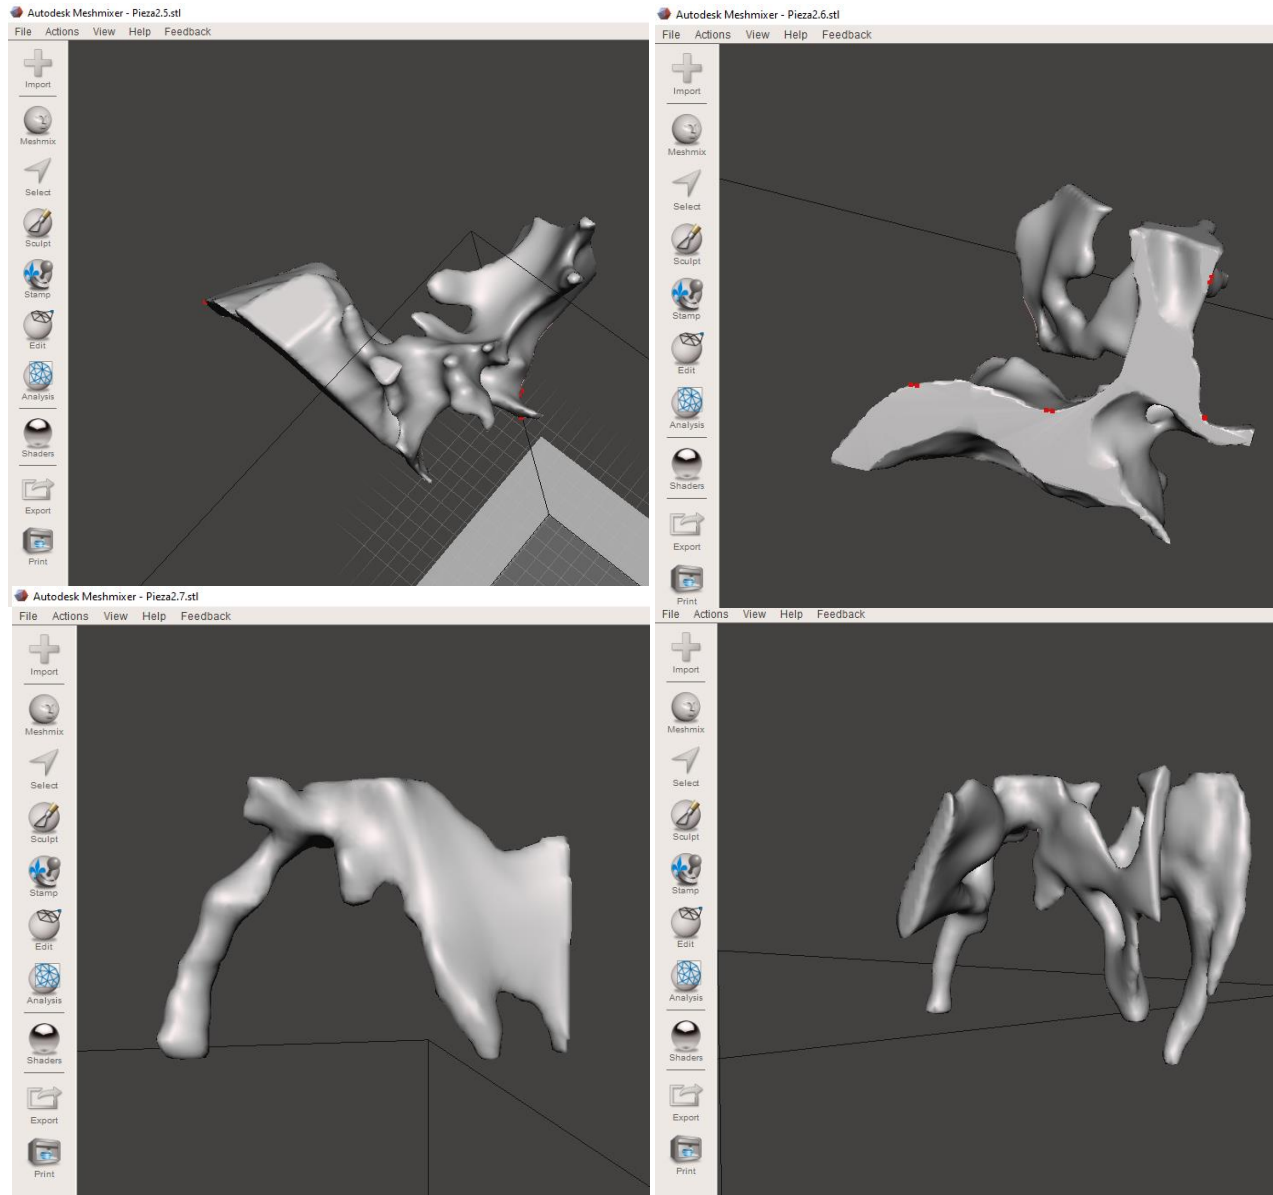 Autodesk Meshmixer - Pieza2.5.stl
File Actions View Help Feedback
Import
Meshmix
Select
Sculpt
Stamp
Edit
Analysis
Shaders
Export
Print
Autodesk Meshmixer - Pieza2.6.stl
File Actions View Help Feedback
Import
Meshmix
Select
Sculpt
Stamp
Edit
Analysis
Shaders
Export
Print
Autodesk Meshmixer - Pieza2.7.stl
File Actions View Help Feedback
Import
Meshmix
Select
Sculpt
Stamp
Edit
Analysis
Shaders
Export
Print
File Actions View Help Feedback
Import
Meshmix
Select
Sculpt
Stamp
Edit
Analysis
Shaders
Export
Print